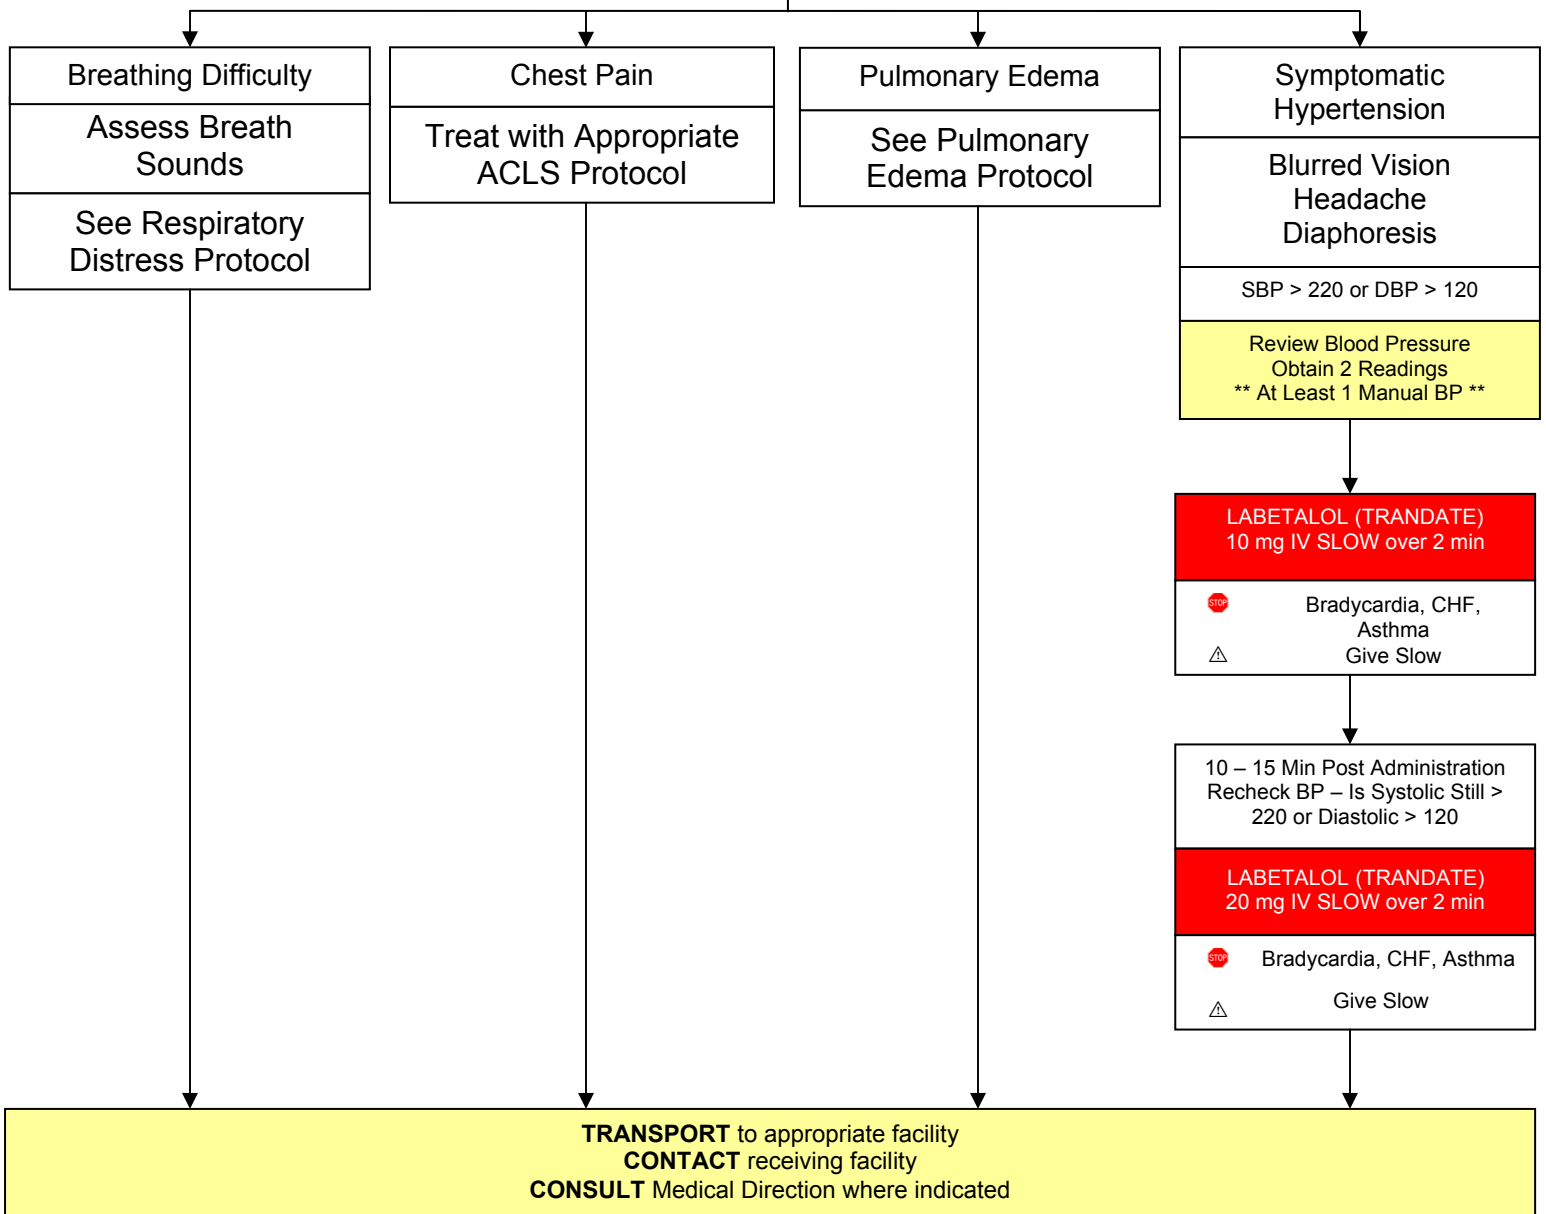 Breathing Difficulty
Assess Breath
Sounds
See Respiratory
Distress Protocol
Chest Pain
Treat with Appropriate
ACLS Protocol
Pulmonary Edema
See Pulmonary
Edema Protocol
Symptomatic
Hypertension
Blurred Vision
Headache
Diaphoresis
SBP > 220 or DBP > 120
Review Blood Pressure
Obtain 2 Readings
** At Least 1 Manual BP **
LABETALOL (TRANDATE)
10 mg IV SLOW over 2 min
STOP Bradycardia, CHF,
Asthma
⚠ Give Slow
10 – 15 Min Post Administration
Recheck BP – Is Systolic Still >
220 or Diastolic > 120
LABETALOL (TRANDATE)
20 mg IV SLOW over 2 min
STOP Bradycardia, CHF, Asthma
⚠ Give Slow
TRANSPORT to appropriate facility
CONTACT receiving facility
CONSULT Medical Direction where indicated